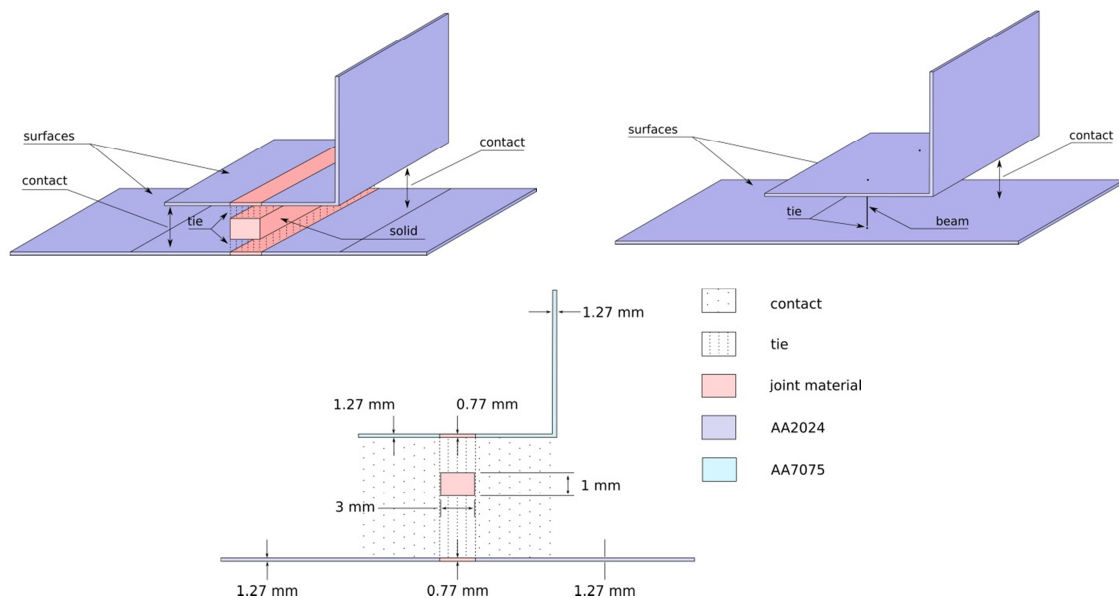 surfaces
contact
contact
tie
solid
surfaces
contact
tie
beam
1.27 mm
1.27 mm
0.77 mm
1 mm
3 mm
1.27 mm
0.77 mm
1.27 mm
contact
tie
joint material
AA2024
AA7075